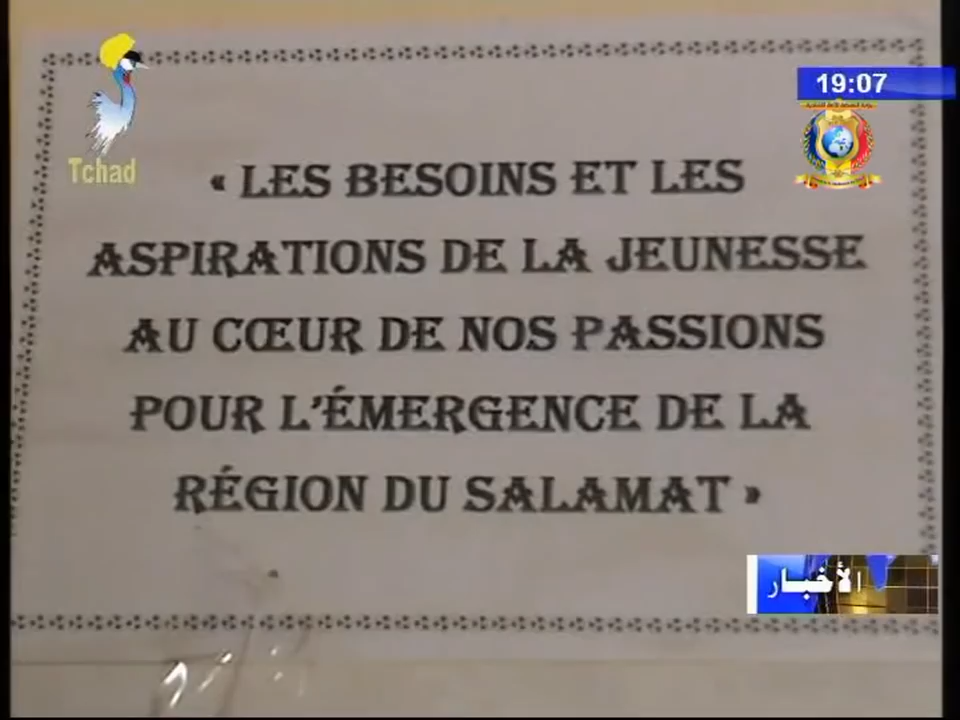 19:07
Tchad
« LES BESOINS ET LES
ASPIRATIONS DE LA JEUNESSE
AU CŒUR DE NOS PASSIONS
POUR L'ÉMERGENCE DE LA
RÉGION DU SALAMAT »
الأخبار